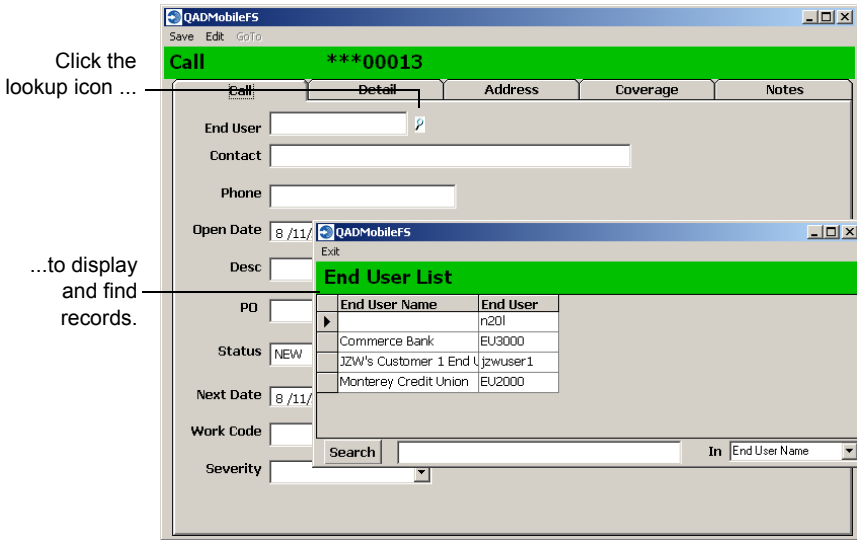 QADMobileFS
Save Edit GoTo
Call ***00013
Click the
lookup icon ...
Call Detail Address Coverage Notes
End User
Contact
Phone
Open Date 8 /11/
QADMobileFS
Exit
...to display
and find
records.
Desc
End User List
PO
End User Name End User
n20l
Commerce Bank EU3000
JZW's Customer 1 End jzwuser1
Monterey Credit Union EU2000
Status NEW
Next Date 8 /11/
Work Code
Search In End User Name
Severity